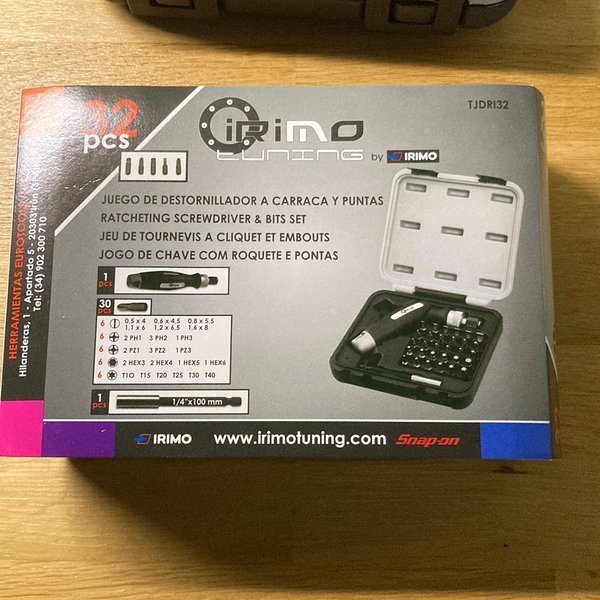 32
pcs
IRIMO
tuning
by IRIMO
TJDRI32
JUEGO DE DESTORNILLADOR A CARRACA Y PUNTAS
RATCHETING SCREWDRIVER & BITS SET
JEU DE TOURNEVIS A CLIQUET ET EMBOUTS
JOGO DE CHAVE COM ROQUETE E PONTAS
1
pcs
30
pcs
6 0,5 x 4 0,6 x 4,5 0,8 x 5,5
1,1 x 6 1,2 x 6,5 1,6 x 8
6 2 PH1 3 PH2 1 PH3
6 2 PZ1 3 PZ2 1 PZ3
6 2 HEX3 2 HEX4 1 HEX5 1 HEX6
6 T10 T15 T20 T25 T30 T40
1
pcs
1/4"x100 mm
IRIMO www.irimotuning.com Snap-on
HERRAMIENTAS EUROTOOLS
Hilanderas, Apartado 5 - 20303
Tel: (34) 902 300 710